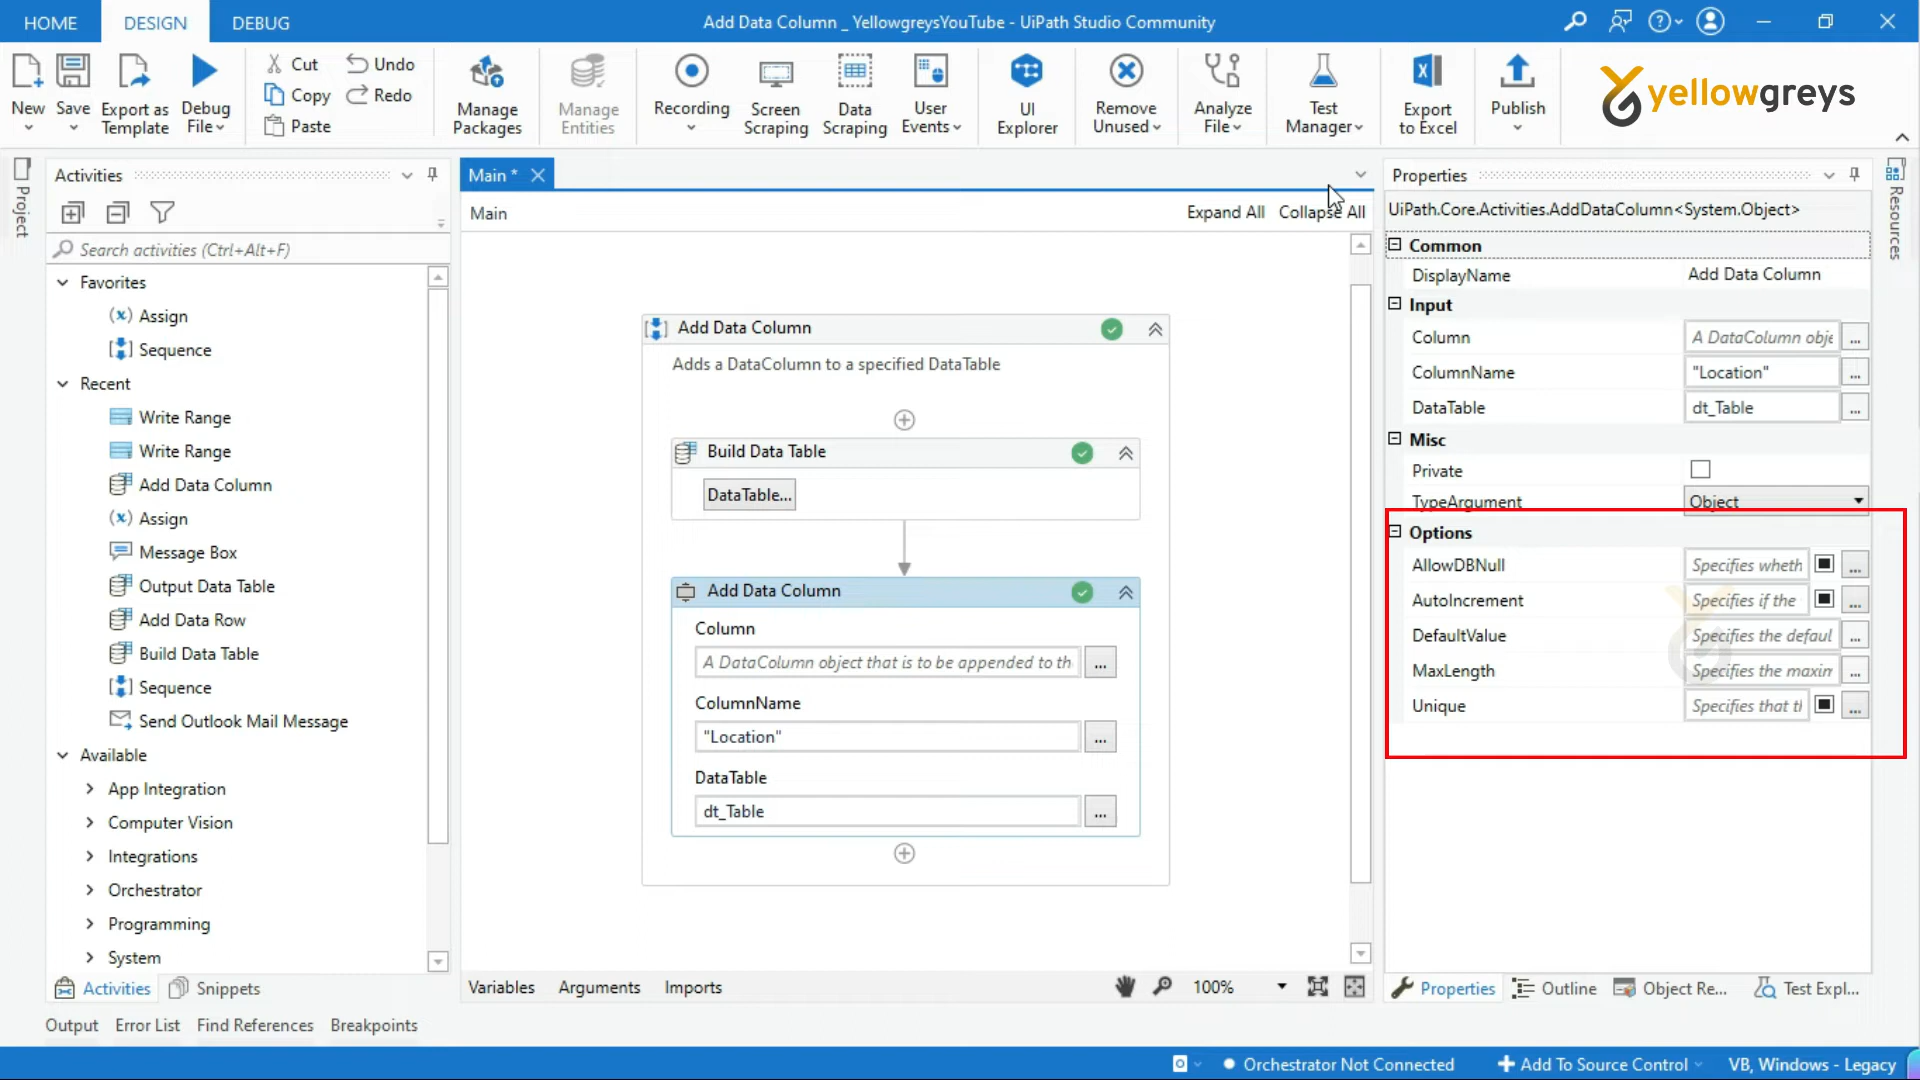 HOME DESIGN DEBUG Add Data Column _ YellowgreysYouTube - UiPath Studio Community
New Save Export as Template Debug File Cut Copy Paste Undo Redo Manage Packages Manage Entities Recording Screen Scraping Data Scraping User Events UI Explorer Remove Unused Analyze File Test Manager Export to Excel Publish yellowgreys
Project
Activities
Search activities (Ctrl+Alt+F)
Favorites
(x) Assign
Sequence
Recent
Write Range
Write Range
Add Data Column
(x) Assign
Message Box
Output Data Table
Add Data Row
Build Data Table
Sequence
Send Outlook Mail Message
Available
App Integration
Computer Vision
Integrations
Orchestrator
Programming
System
Activities Snippets
Main *
Main Expand All Collapse All
Add Data Column
Adds a DataColumn to a specified DataTable
Build Data Table
DataTable...
Add Data Column
Column
A DataColumn object that is to be appended to th ...
ColumnName
"Location" ...
DataTable
dt_Table ...
Variables Arguments Imports 100%
Properties
UiPath.Core.Activities.AddDataColumn<System.Object>
Common
DisplayName Add Data Column
Input
Column A DataColumn obje ...
ColumnName "Location" ...
DataTable dt_Table ...
Misc
Private
TypeArgument Object
Options
AllowDBNull Specifies wheth ...
AutoIncrement Specifies if the ...
DefaultValue Specifies the defaul ...
MaxLength Specifies the maxim ...
Unique Specifies that th ...
Properties Outline Object Re... Test Expl...
Resources
Output Error List Find References Breakpoints
Orchestrator Not Connected Add To Source Control VB, Windows - Legacy